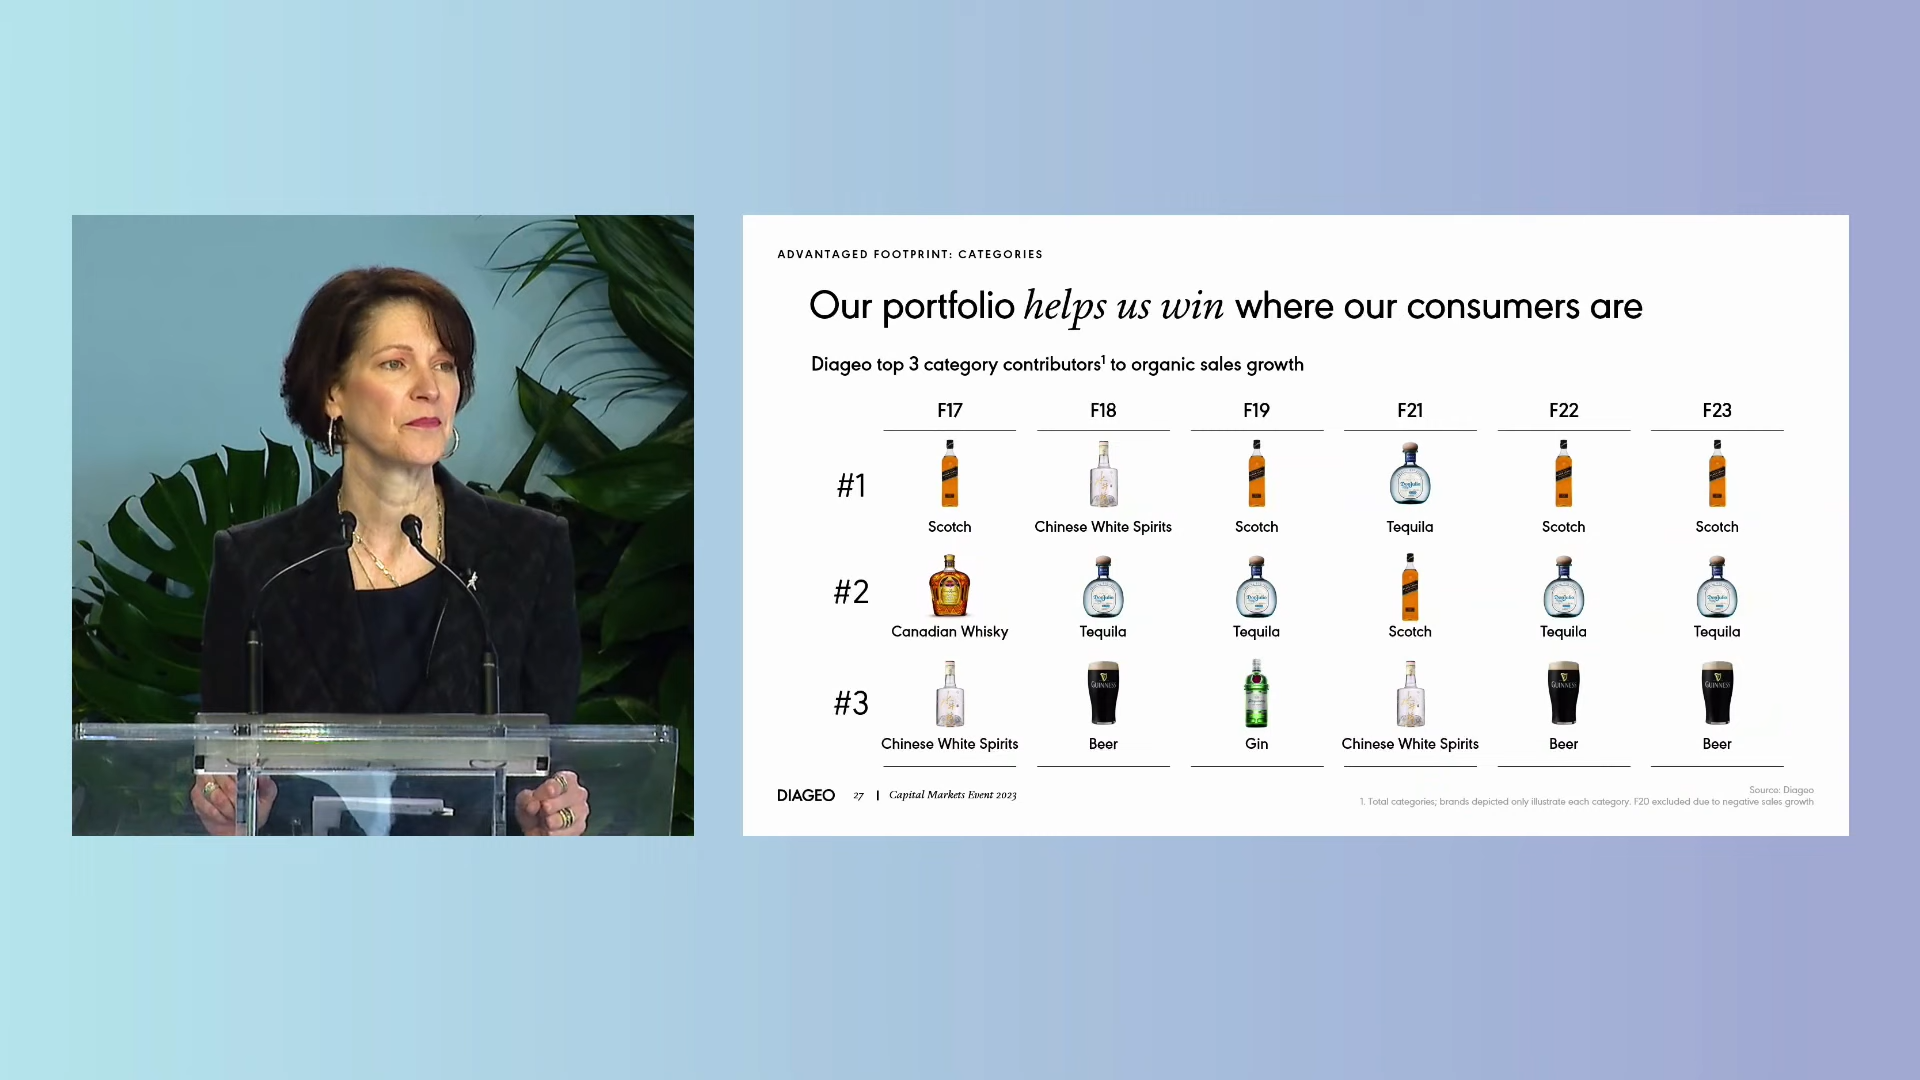 ADVANTAGED FOOTPRINT: CATEGORIES
Our portfolio helps us win where our consumers are
Diageo top 3 category contributors¹ to organic sales growth
F17 F18 F19 F21 F22 F23
#1
Scotch Chinese White Spirits Scotch Tequila Scotch Scotch
#2
Canadian Whisky Tequila Tequila Scotch Tequila Tequila
#3
GUINNESS GUINNESS GUINNESS
Chinese White Spirits Beer Gin Chinese White Spirits Beer Beer
DIAGEO 27 | Capital Markets Event 2023
Source: Diageo
1. Total categories; brands depicted only illustrate each category. F20 excluded due to negative sales growth